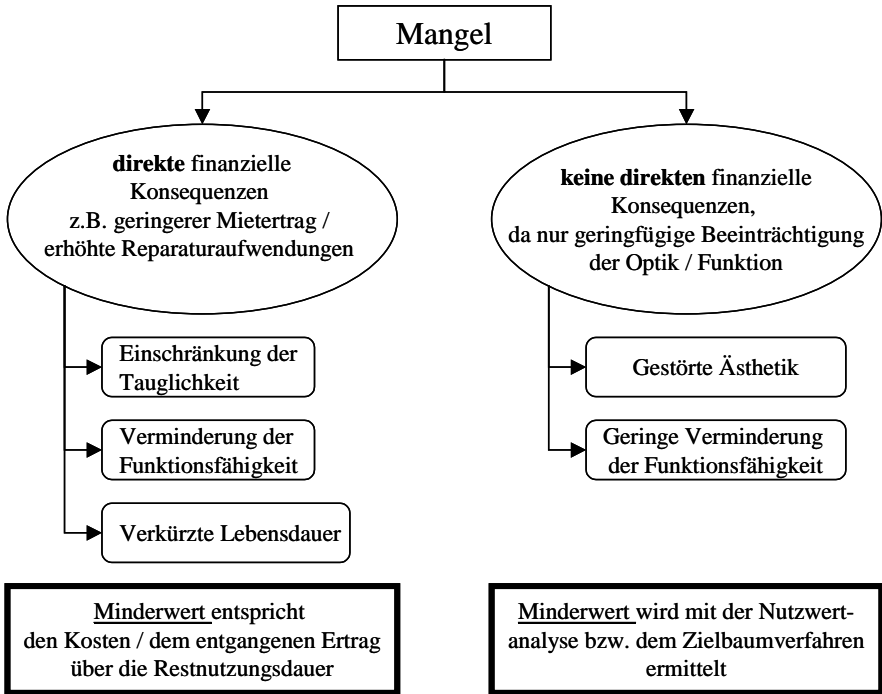 Mangel
direkte finanzielle
Konsequenzen
z.B. geringerer Mietertrag /
erhöhte Reparaturaufwendungen
Einschränkung der
Tauglichkeit
Verminderung der
Funktionsfähigkeit
Verkürzte Lebensdauer
Minderwert entspricht
den Kosten / dem entgangenen Ertrag
über die Restnutzungsdauer
keine direkten finanzielle
Konsequenzen,
da nur geringfügige Beeinträchtigung
der Optik / Funktion
Gestörte Ästhetik
Geringe Verminderung
der Funktionsfähigkeit
Minderwert wird mit der Nutzwert-
analyse bzw. dem Zielbaumverfahren
ermittelt